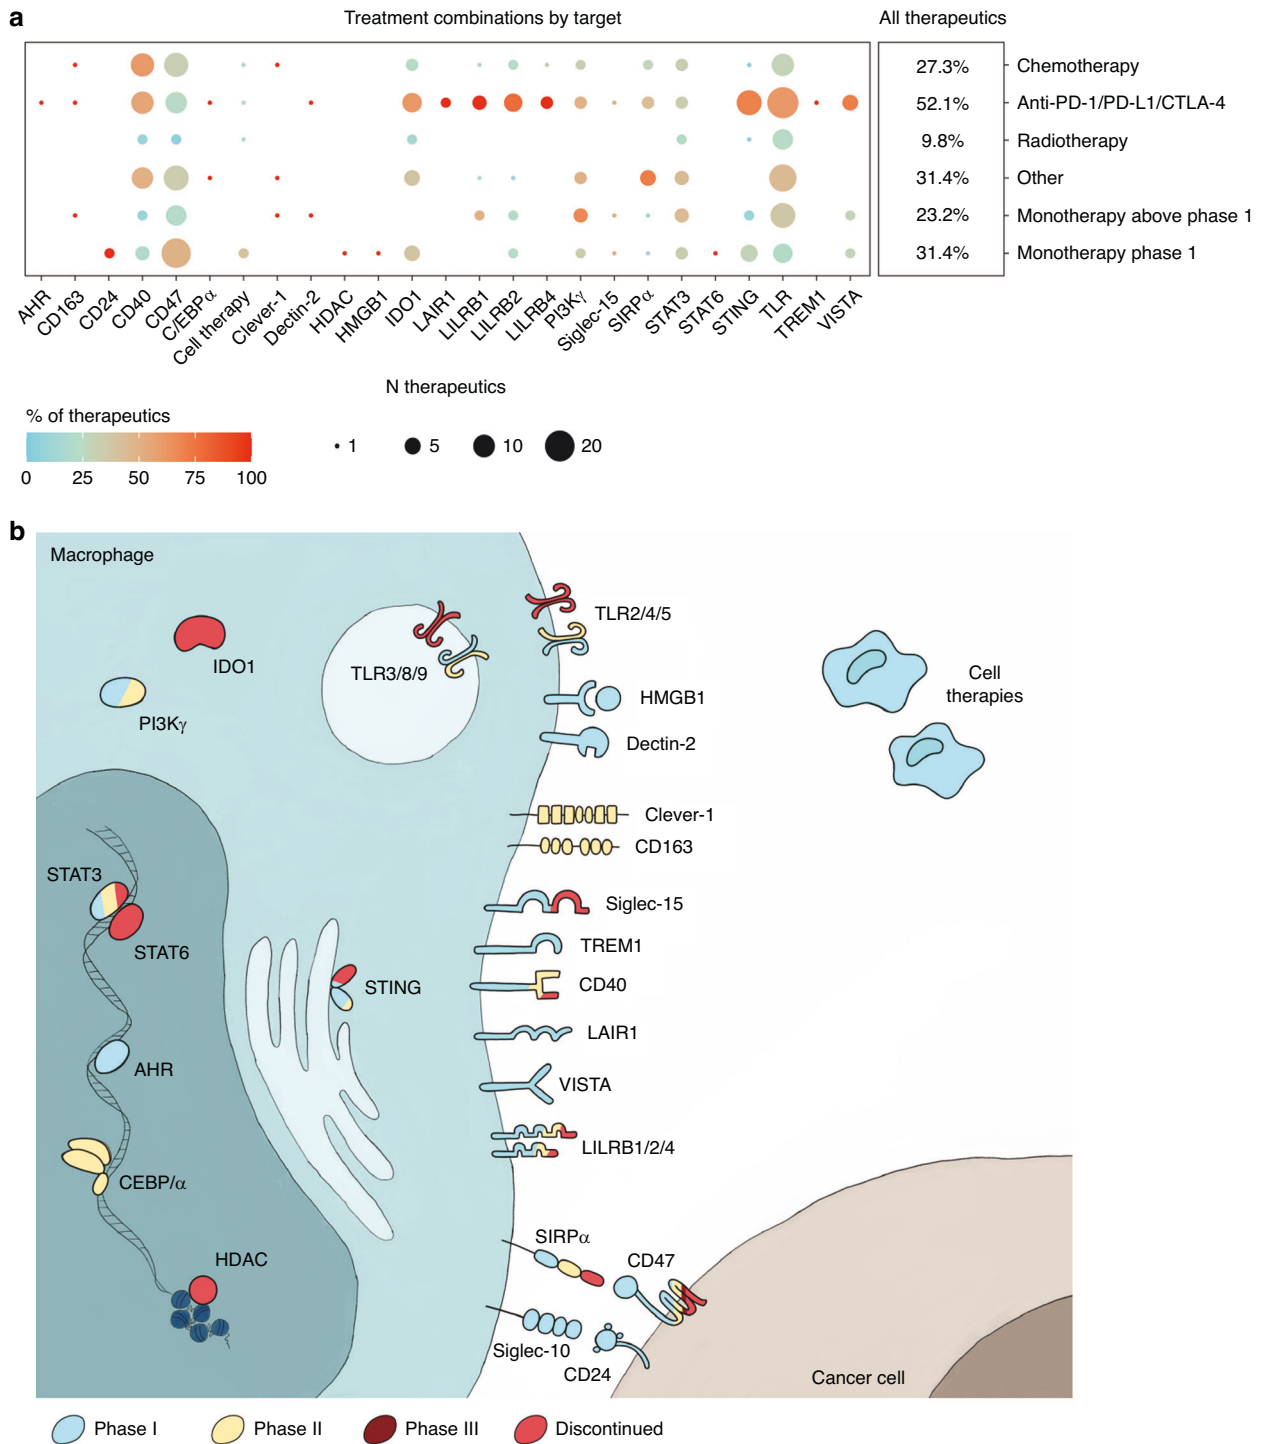 a
Treatment combinations by target
All therapeutics
27.3% Chemotherapy
52.1% Anti-PD-1/PD-L1/CTLA-4
9.8% Radiotherapy
31.4% Other
23.2% Monotherapy above phase 1
31.4% Monotherapy phase 1
AHR
CD163
CD24
CD40
CD47
C/EBPα
Cell therapy
Clever-1
Dectin-2
HDAC
HMGB1
IDO1
LAIR1
LILRB1
LILRB2
LILRB4
PI3Kγ
Siglec-15
SIRPα
STAT3
STAT6
STING
TLR
TREM1
VISTA
N therapeutics
% of therapeutics
1 5 10 20
0 25 50 75 100
b
Macrophage
TLR2/4/5
IDO1
TLR3/8/9
Cell
therapies
HMGB1
PI3Kγ
Dectin-2
Clever-1
CD163
STAT3
Siglec-15
STAT6
TREM1
STING
CD40
LAIR1
AHR
VISTA
LILRB1/2/4
CEBP/α
SIRPα
HDAC
CD47
Siglec-10
CD24
Cancer cell
Phase I Phase II Phase III Discontinued